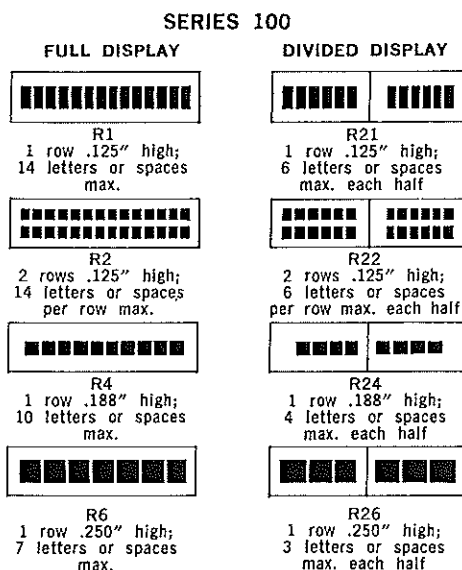 SERIES 100
FULL DISPLAY
R1
1 row .125" high;
14 letters or spaces
max.
R2
2 rows .125" high;
14 letters or spaces
per row max.
R4
1 row .188" high;
10 letters or spaces
max.
R6
1 row .250" high;
7 letters or spaces
max.
DIVIDED DISPLAY
R21
1 row .125" high;
6 letters or spaces
max. each half
R22
2 rows .125" high;
6 letters or spaces
per row max. each half
R24
1 row .188" high;
4 letters or spaces
max. each half
R26
1 row .250" high;
3 letters or spaces
max. each half